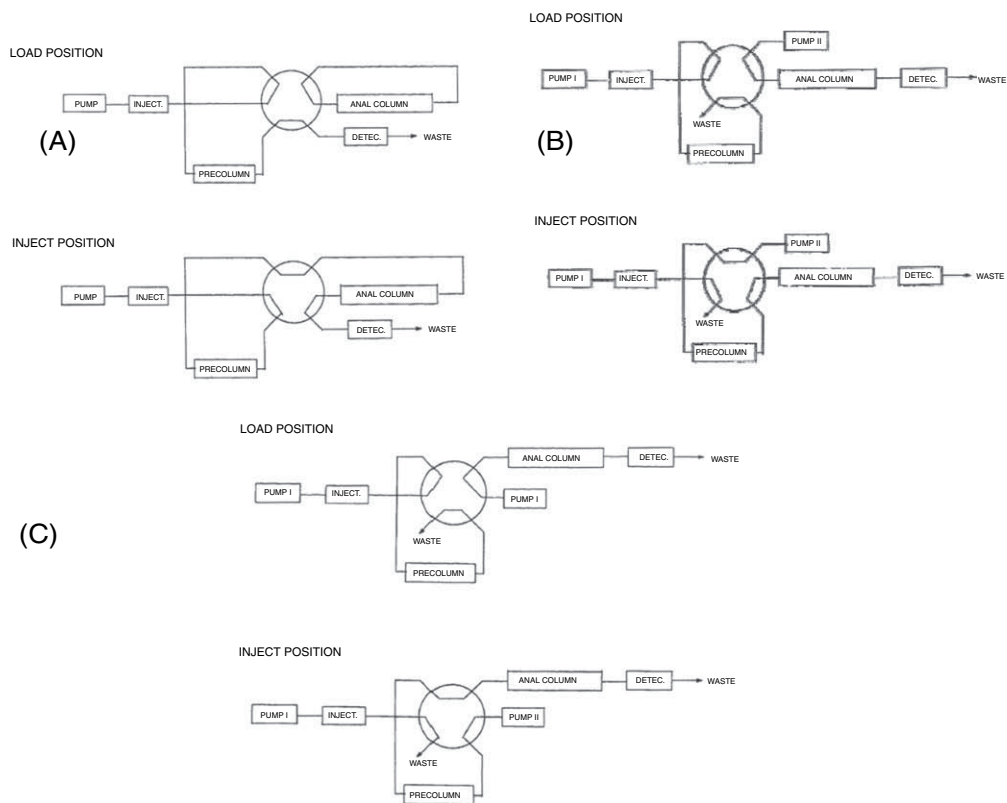 LOAD POSITION
PUMP INJECT. ANAL COLUMN
(A) DETEC. WASTE
PRECOLUMN
INJECT POSITION
PUMP INJECT. ANAL COLUMN
DETEC. WASTE
PRECOLUMN
LOAD POSITION
PUMP II
PUMP I INJECT. ANAL COLUMN DETEC. WASTE
(B) WASTE
PRECOLUMN
INJECT POSITION
PUMP II
PUMP I INJECT. ANAL COLUMN DETEC. WASTE
WASTE
PRECOLUMN
LOAD POSITION
ANAL COLUMN DETEC. WASTE
PUMP I INJECT. PUMP I
(C) WASTE
PRECOLUMN
INJECT POSITION
ANAL COLUMN DETEC. WASTE
PUMP I INJECT. PUMP II
WASTE
PRECOLUMN